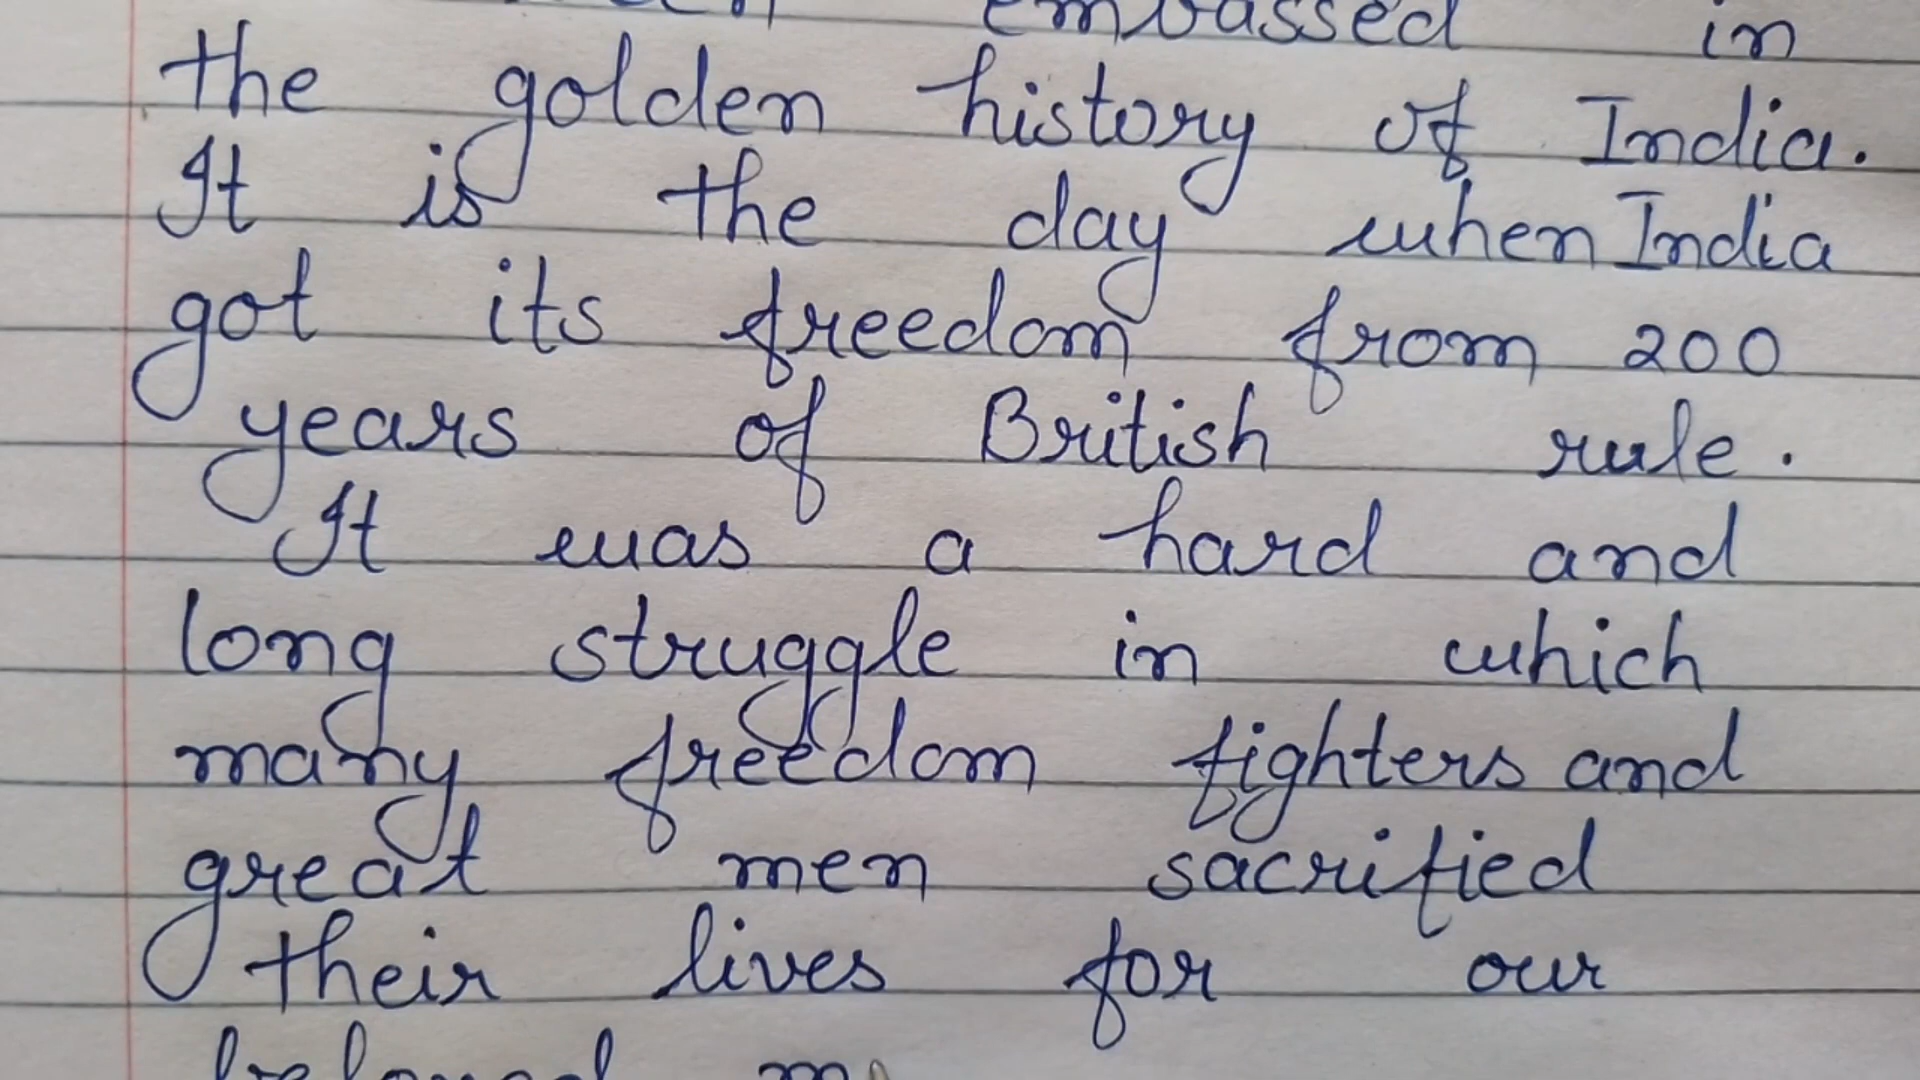 embassed in
the golden history of India.
It is the day when India
got its freedom from 200
years of British rule.
It was a hard and
long struggle in which
many freedom fighters and
great men sacrified
their lives for our
beloved